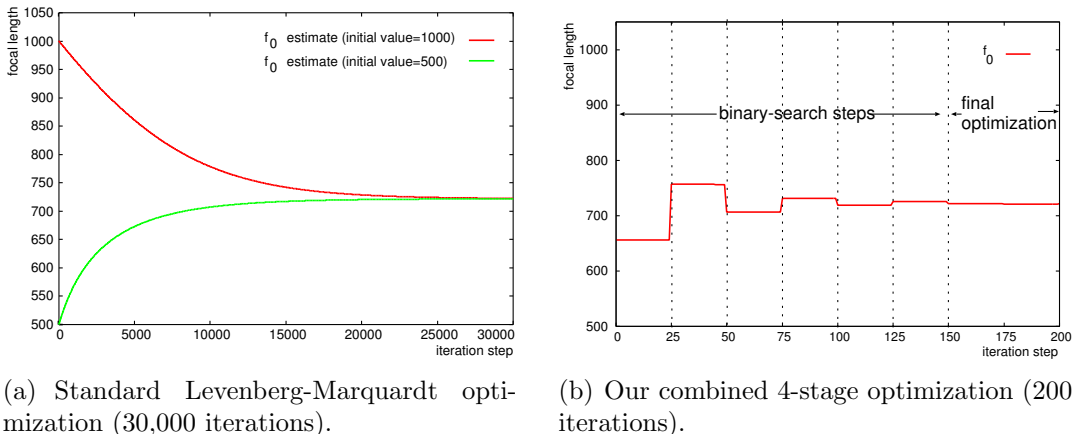 focal length
1050
1000
950
900
850
800
750
700
650
600
550
500
f0 estimate (initial value=1000)
f0 estimate (initial value=500)
0 5000 10000 15000 20000 25000 30000
iteration step
(a) Standard Levenberg-Marquardt opti-
mization (30,000 iterations).
focal length
1000
900
800
700
600
500
f0
binary-search steps
final
optimization
0 25 50 75 100 125 150 175 200
iteration step
(b) Our combined 4-stage optimization (200
iterations).